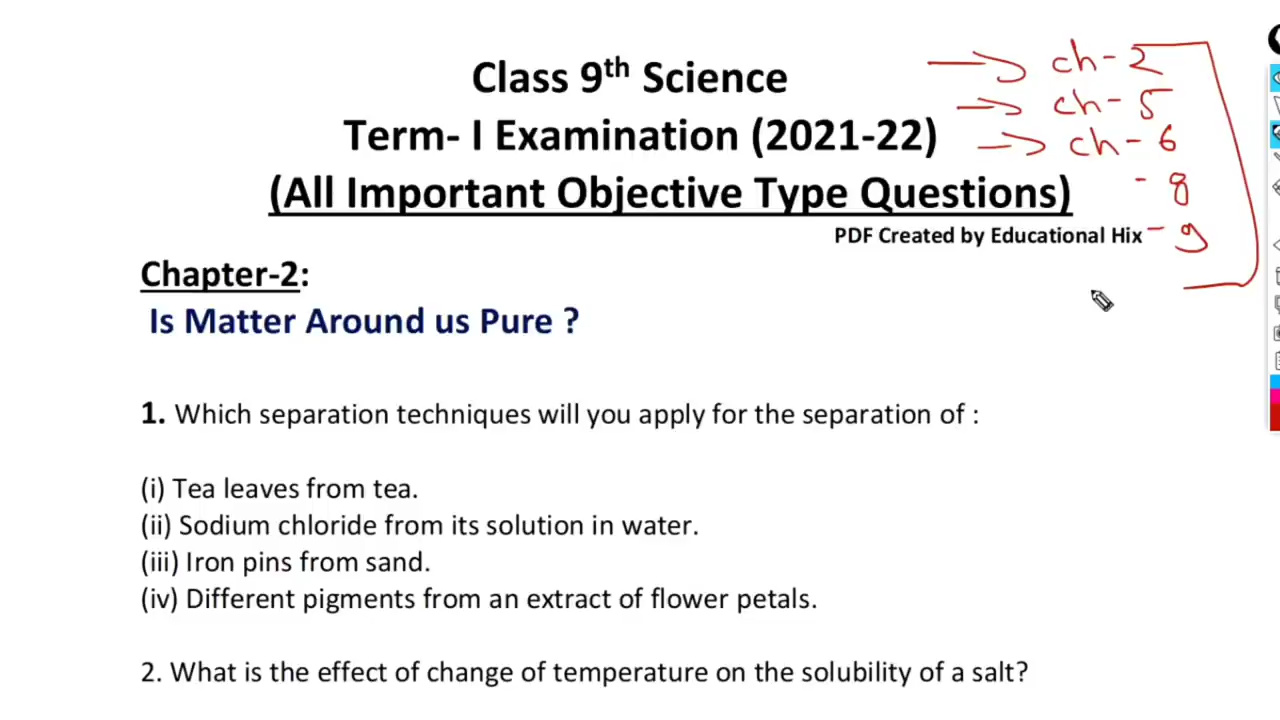 Class 9th Science
Term- I Examination (2021-22)
(All Important Objective Type Questions)
PDF Created by Educational Hix
ch - 2
ch - 5
ch - 6
- 8
- 9
Chapter-2:
Is Matter Around us Pure ?
1. Which separation techniques will you apply for the separation of :
(i) Tea leaves from tea.
(ii) Sodium chloride from its solution in water.
(iii) Iron pins from sand.
(iv) Different pigments from an extract of flower petals.
2. What is the effect of change of temperature on the solubility of a salt?